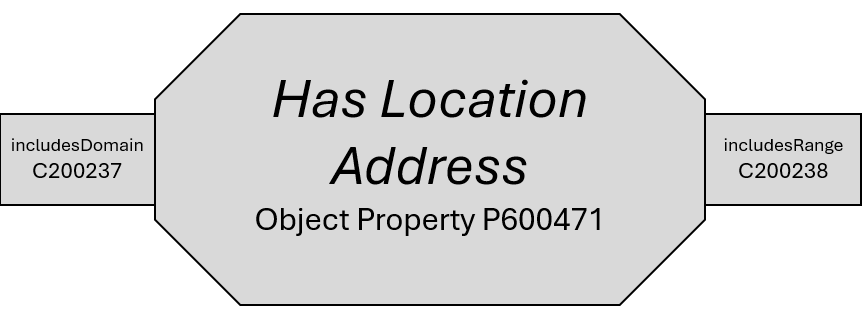 includesDomain
C200237
Has Location
Address
Object Property P600471
includesRange
C200238